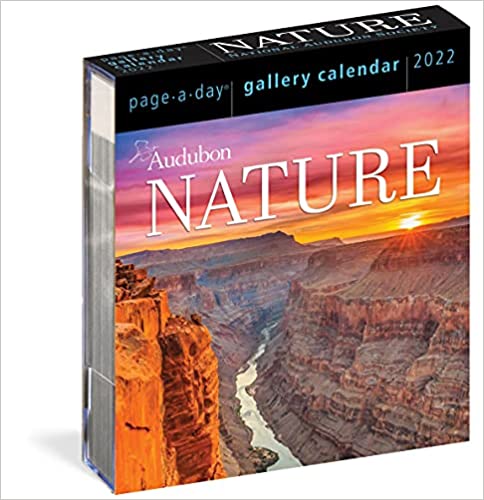 NATURE
NATIONAL AUDUBON SOCIETY
page-a-day®
gallery
calendar
2022
page-a-day® gallery calendar 2022
Audubon
NATURE